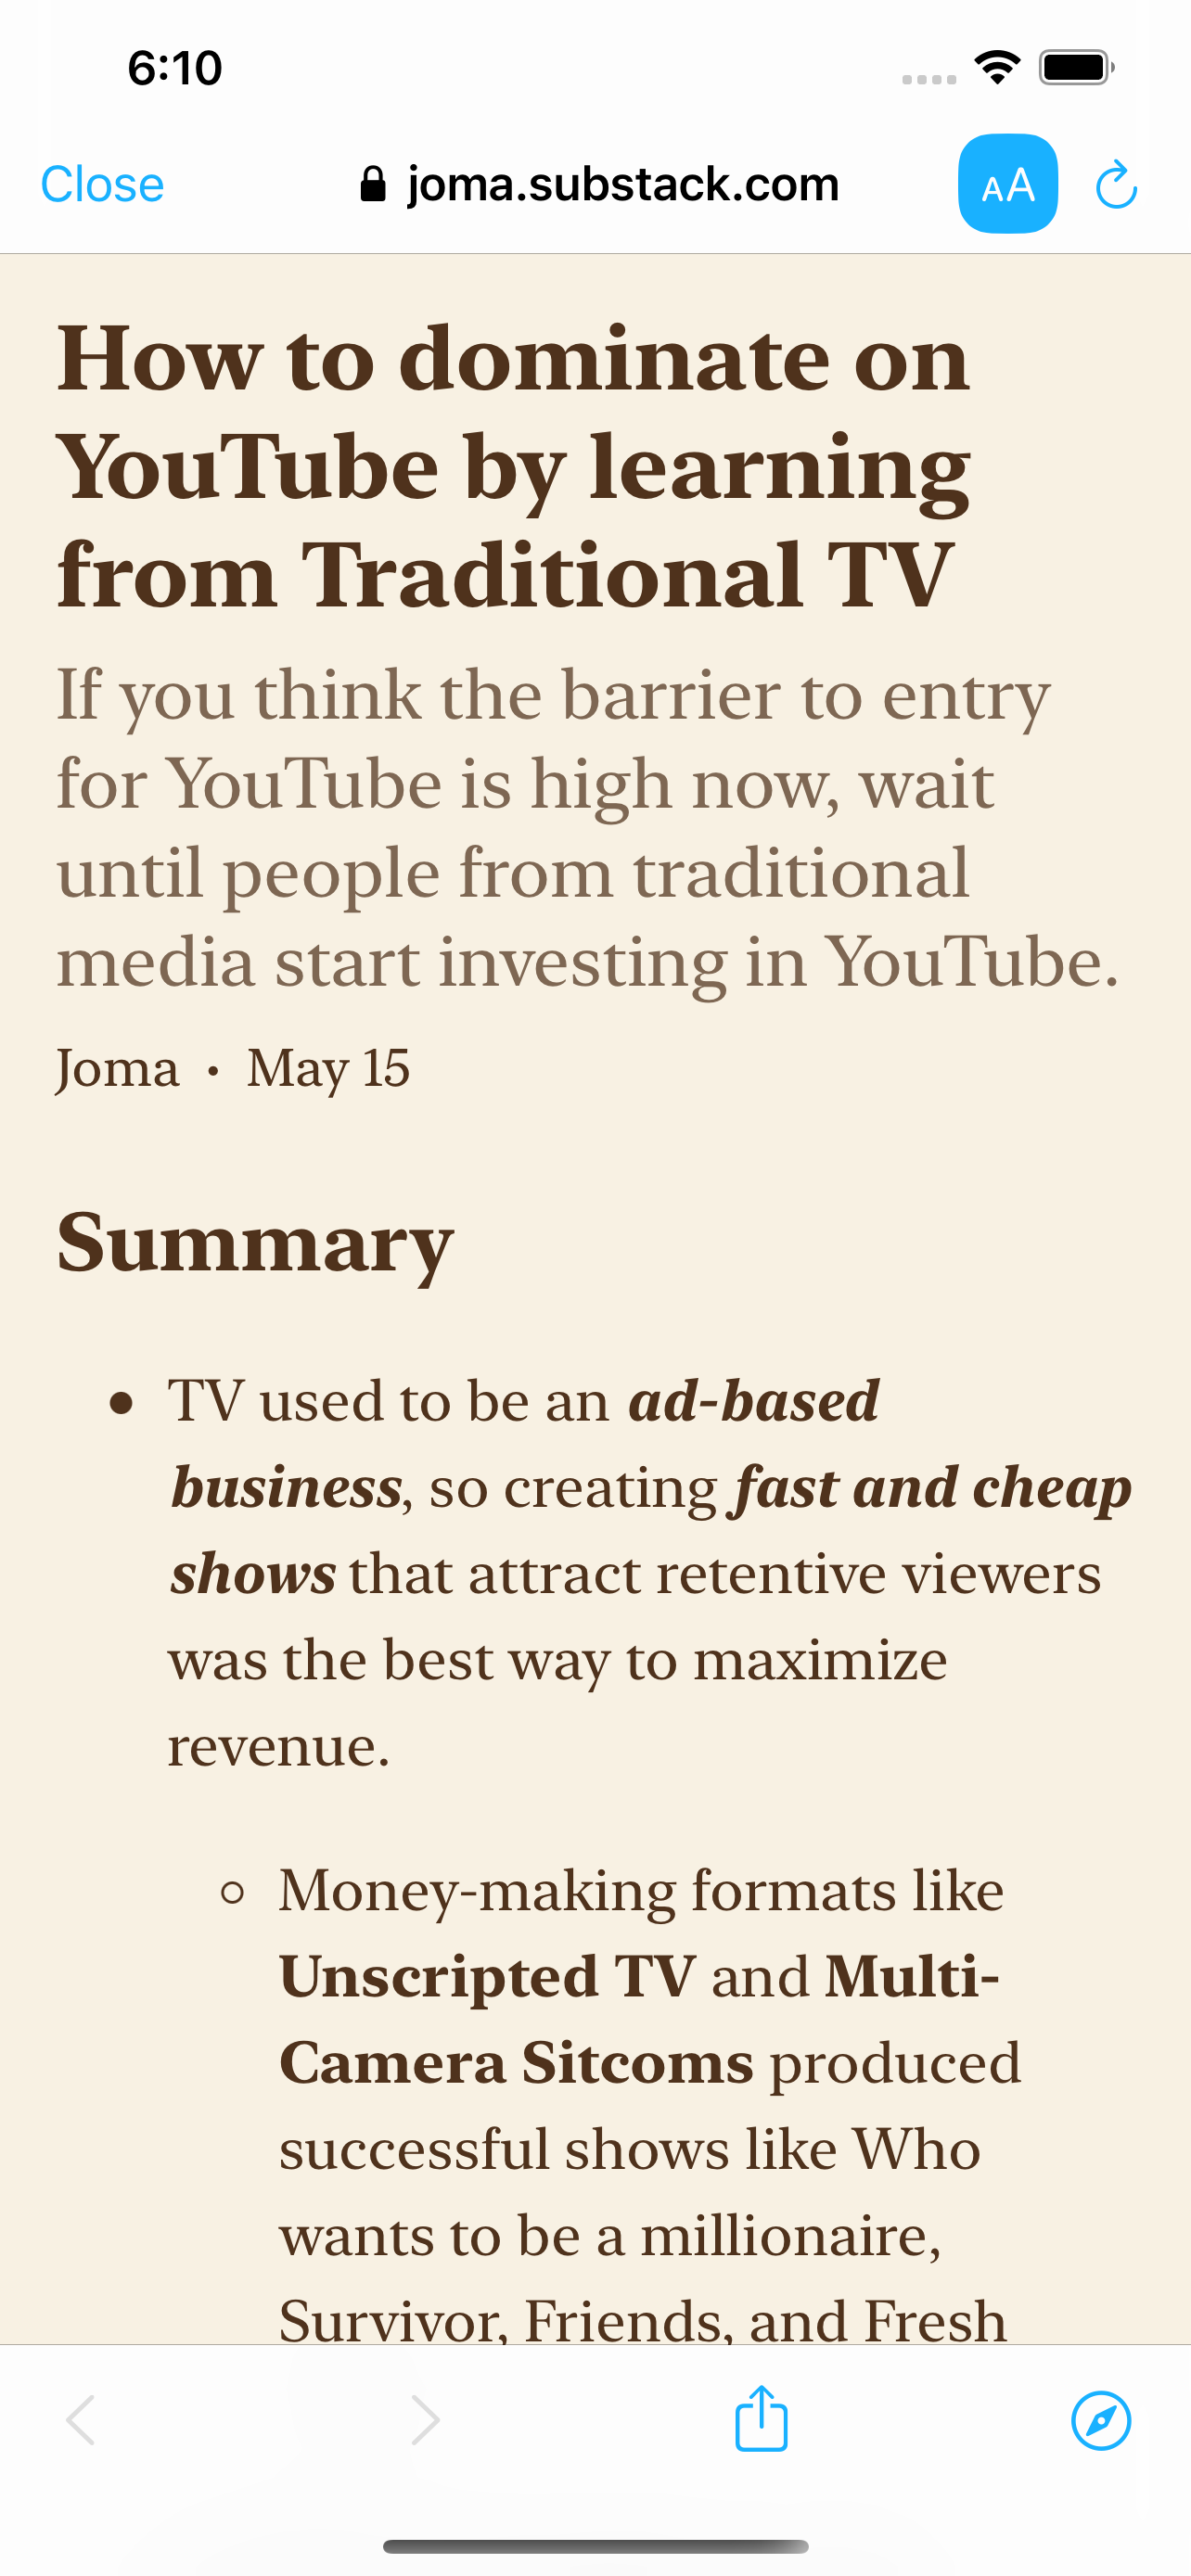 6:10
Close
joma.substack.com
AA
How to dominate on
YouTube by learning
from Traditional TV
If you think the barrier to entry
for YouTube is high now, wait
until people from traditional
media start investing in YouTube.
Joma · May 15
Summary
• TV used to be an ad-based
business, so creating fast and cheap
shows that attract retentive viewers
was the best way to maximize
revenue.
◦ Money-making formats like
Unscripted TV and Multi-
Camera Sitcoms produced
successful shows like Who
wants to be a millionaire,
Survivor, Friends, and Fresh